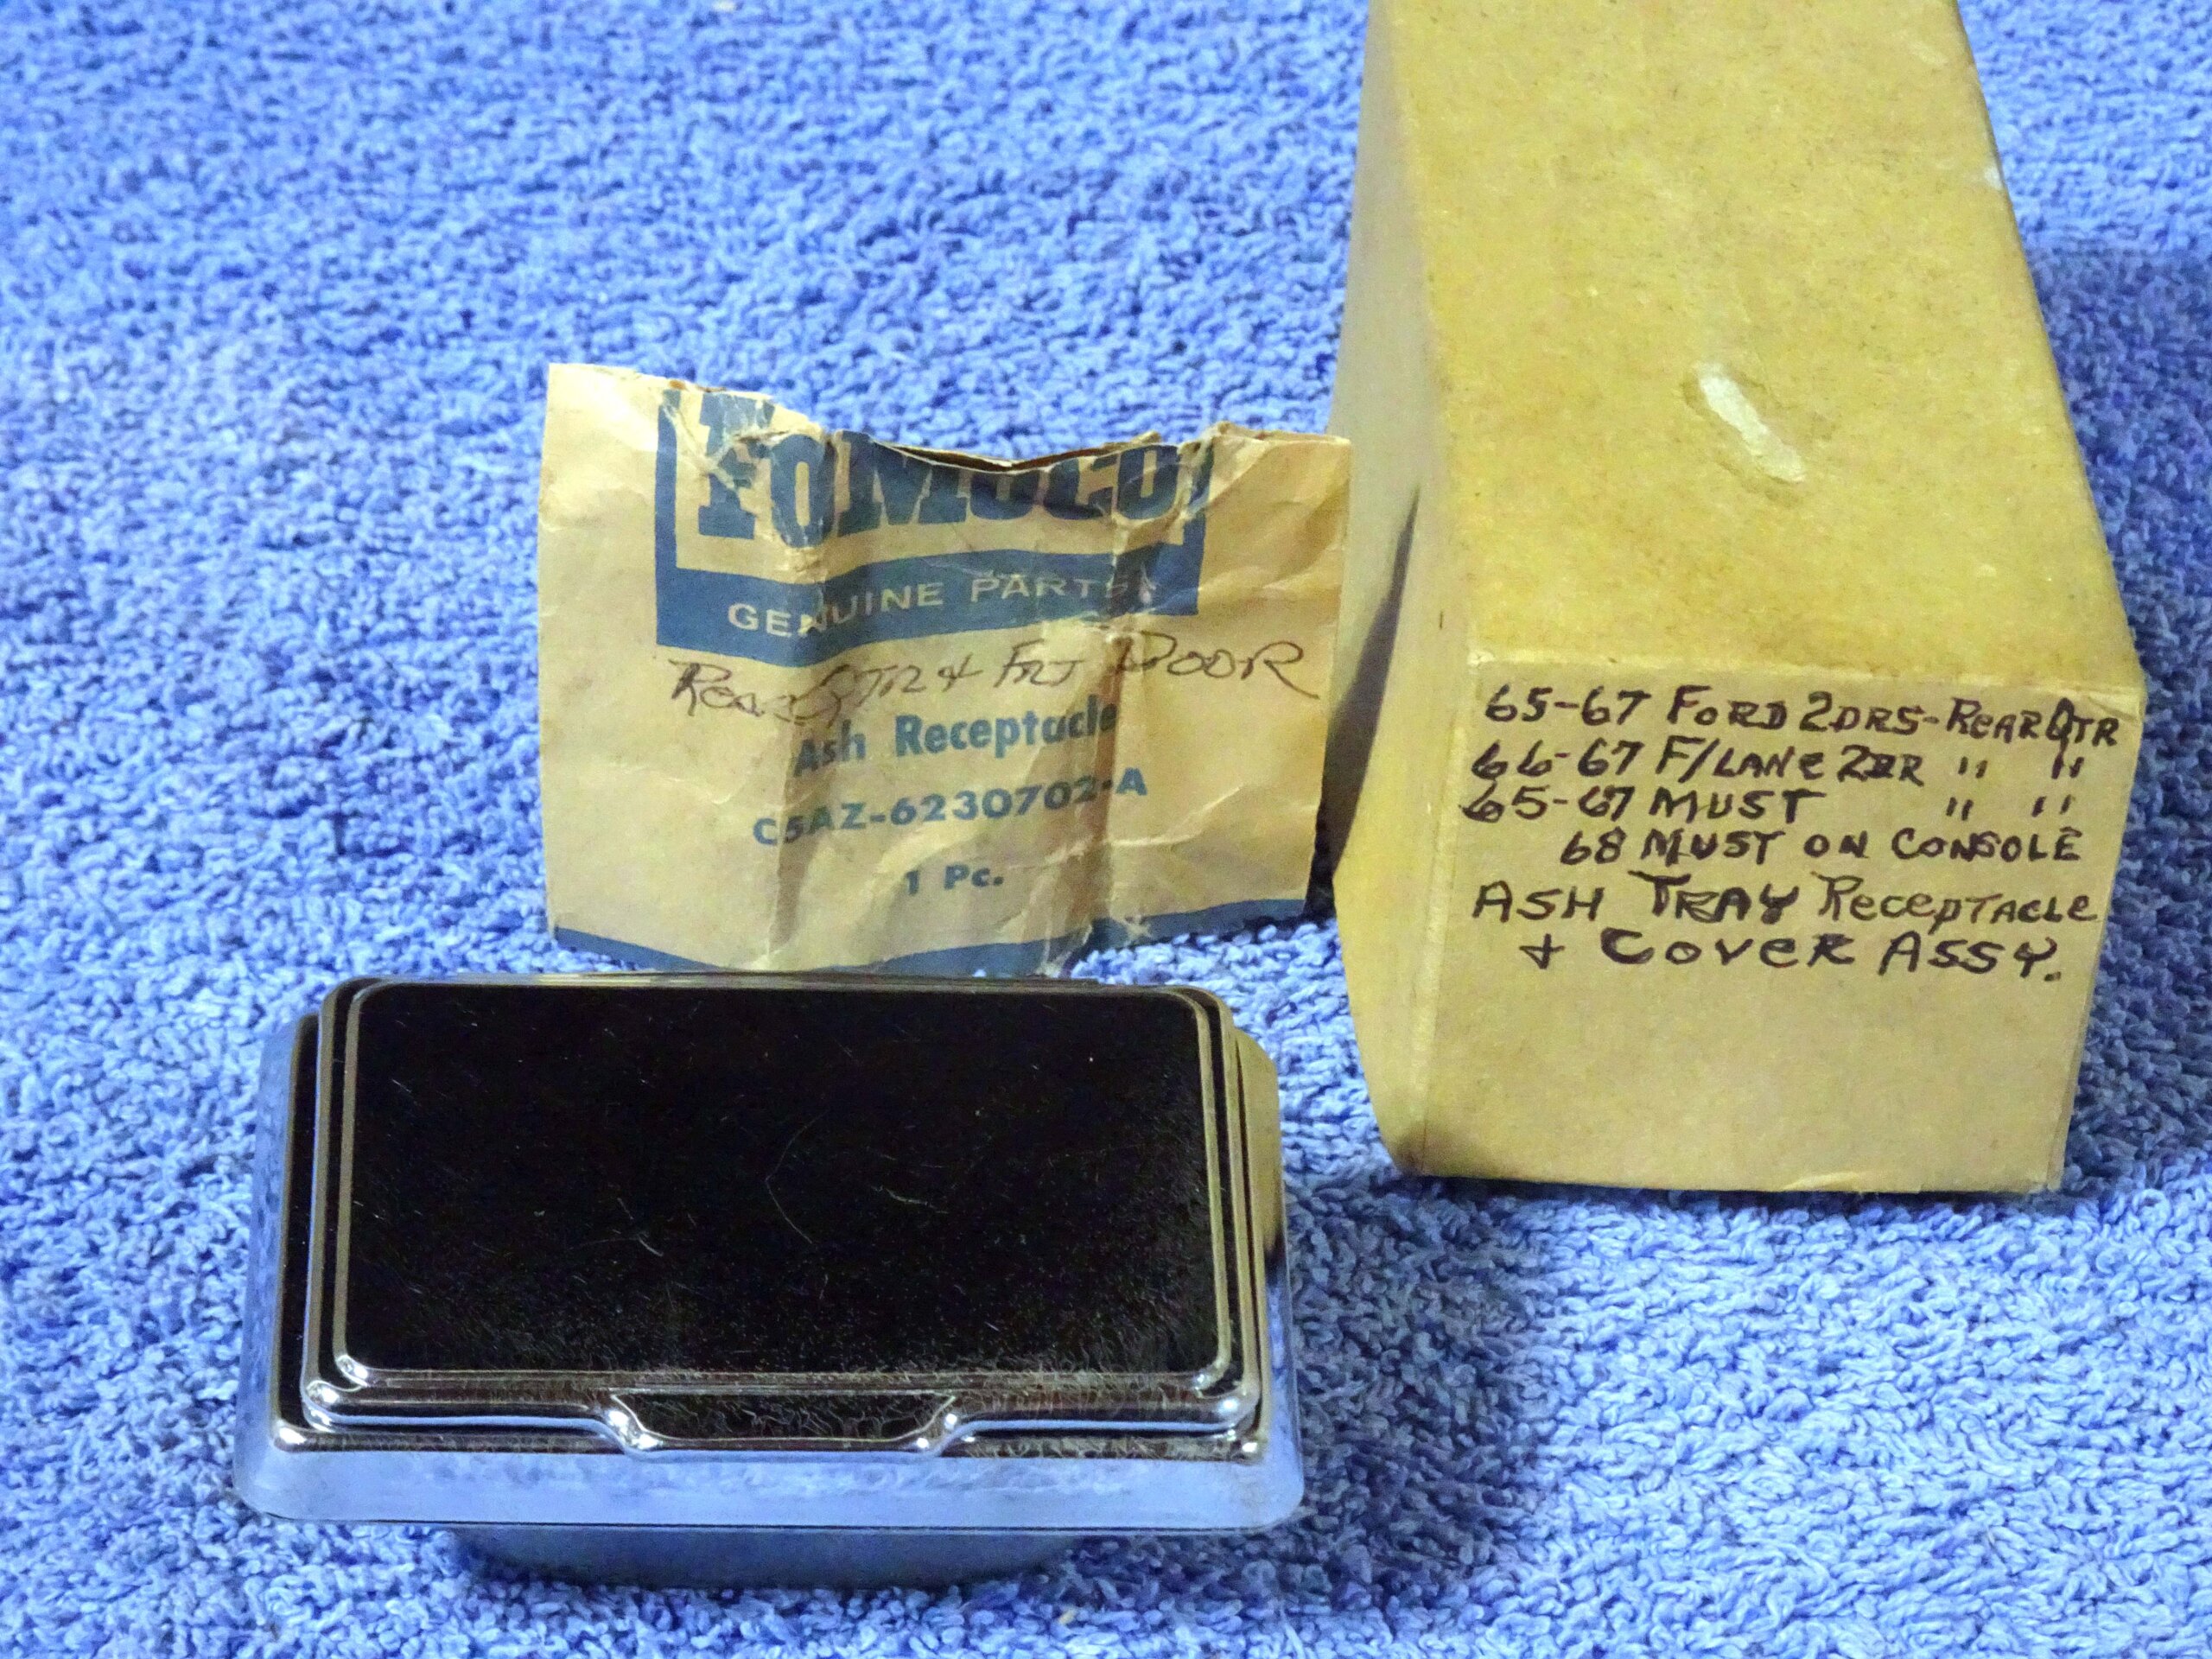 FoMoCo
GENUINE PARTS
Rear QTR & FRT DOOR
Ash Receptacle
C5AZ-6230702-A
1 Pc.
65-67 FORD 2DRS-REAR QTR
66-67 F/LANE 2DR " "
65-67 MUST " "
68 MUST ON CONSOLE
ASH TRAY RECEPTACLE
& COVER ASSY.